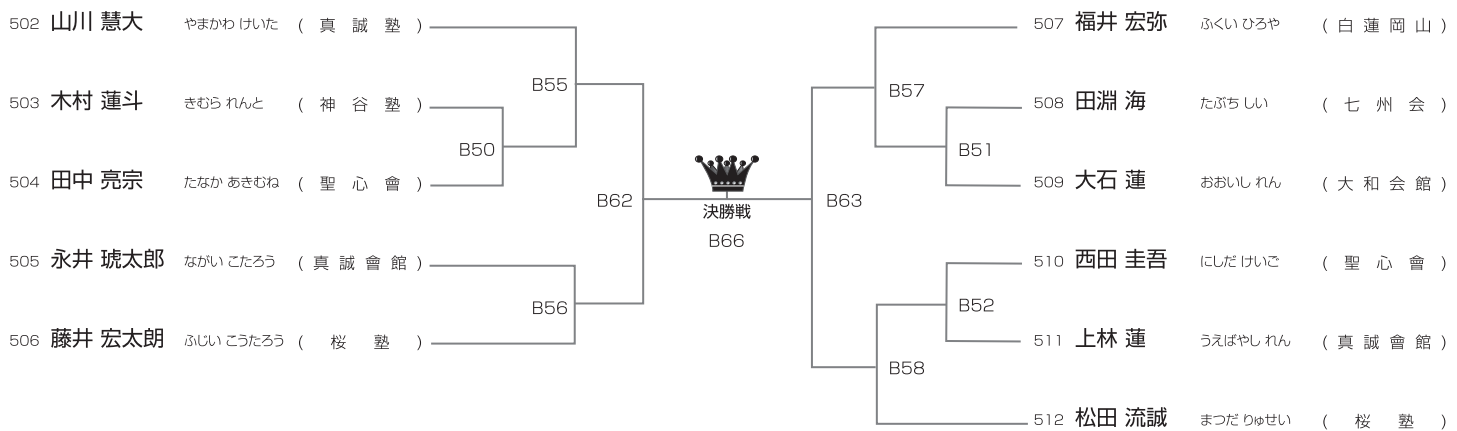 502 山川 慧大 やまかわ けいた ( 真 誠 塾 )
B55
503 木村 蓮斗 きむら れんと ( 神 谷 塾 )
B50
504 田中 亮宗 たなか あきむね ( 聖 心 會 )
B62
505 永井 琥太郎 ながい こたろう ( 真 誠 會 館 )
B56
506 藤井 宏太朗 ふじい こうたろう ( 桜 塾 )
決勝戦
B66
507 福井 宏弥 ふくい ひろや ( 白 蓮 岡 山 )
B57
508 田淵 海 たぶち しい ( 七 州 会 )
B51
509 大石 蓮 おおいし れん ( 大 和 会 館 )
B63
510 西田 圭吾 にしだ けいご ( 聖 心 會 )
B52
511 上林 蓮 うえばやし れん ( 真 誠 會 館 )
B58
512 松田 流誠 まつだ りゅせい ( 桜 塾 )